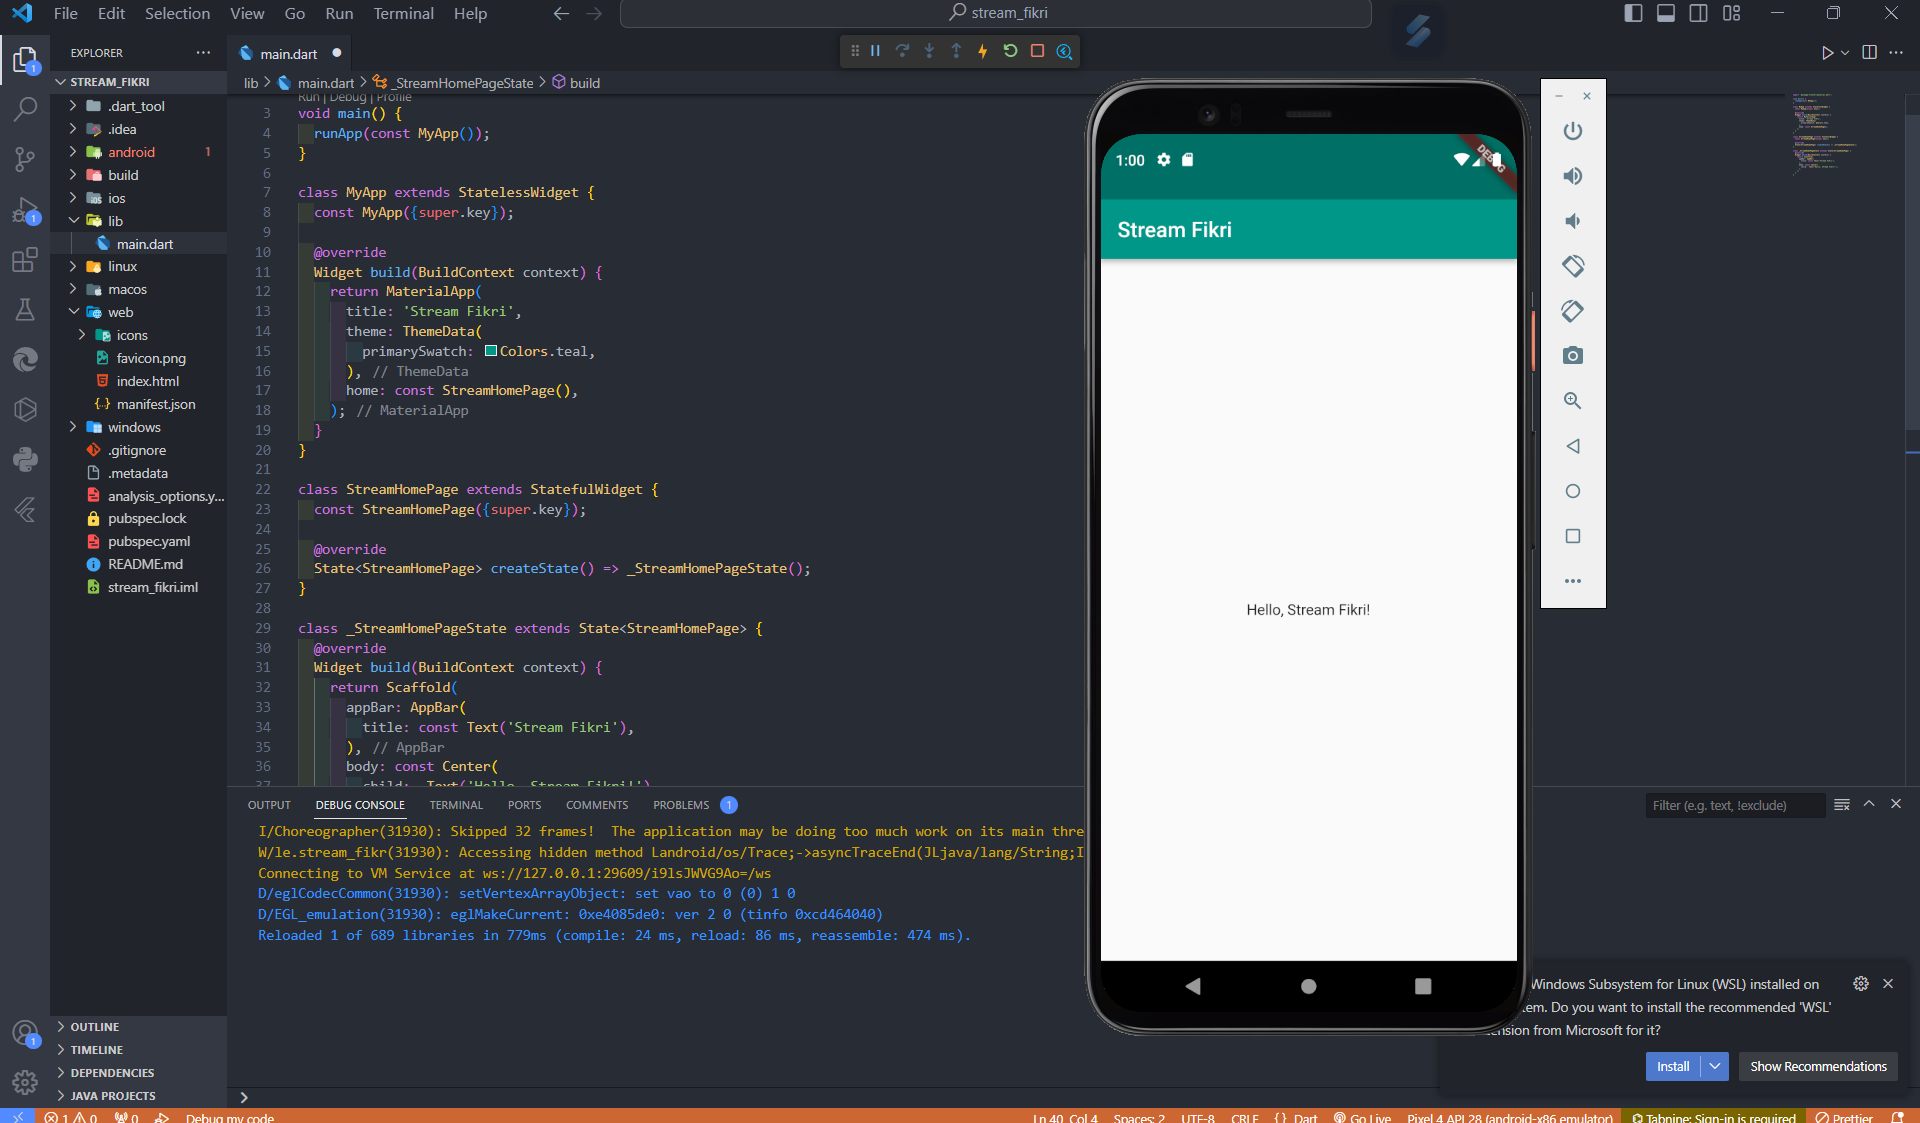 File Edit Selection View Go Run Terminal Help
stream_fikri
EXPLORER
main.dart
STREAM_FIKRI
.dart_tool
.idea
android 1
build
ios
lib
main.dart
linux
macos
web
icons
favicon.png
index.html
manifest.json
windows
.gitignore
.metadata
analysis_options.y...
pubspec.lock
pubspec.yaml
README.md
stream_fikri.iml
OUTLINE
TIMELINE
DEPENDENCIES
JAVA PROJECTS
lib > main.dart > _StreamHomePageState > build
Run | Debug | Profile
3 void main() {
4 runApp(const MyApp());
5 }
6
7 class MyApp extends StatelessWidget {
8 const MyApp({super.key});
9
10 @override
11 Widget build(BuildContext context) {
12 return MaterialApp(
13 title: 'Stream Fikri',
14 theme: ThemeData(
15 primarySwatch: Colors.teal,
16 ), // ThemeData
17 home: const StreamHomePage(),
18 ); // MaterialApp
19 }
20 }
21
22 class StreamHomePage extends StatefulWidget {
23 const StreamHomePage({super.key});
24
25 @override
26 State<StreamHomePage> createState() => _StreamHomePageState();
27 }
28
29 class _StreamHomePageState extends State<StreamHomePage> {
30 @override
31 Widget build(BuildContext context) {
32 return Scaffold(
33 appBar: AppBar(
34 title: const Text('Stream Fikri'),
35 ), // AppBar
36 body: const Center(
37 child: Text('Hello, Stream Fikri!')
1:00
DEBUG
Stream Fikri
Hello, Stream Fikri!
OUTPUT DEBUG CONSOLE TERMINAL PORTS COMMENTS PROBLEMS 1
Filter (e.g. text, !exclude)
I/Choreographer(31930): Skipped 32 frames! The application may be doing too much work on its main thre
W/le.stream_fikr(31930): Accessing hidden method Landroid/os/Trace;->asyncTraceEnd(JLjava/lang/String;I
Connecting to VM Service at ws://127.0.0.1:29609/i9lsJWVG9Ao=/ws
D/eglCodecCommon(31930): setVertexArrayObject: set vao to 0 (0) 1 0
D/EGL_emulation(31930): eglMakeCurrent: 0xe4085de0: ver 2 0 (tinfo 0xcd464040)
Reloaded 1 of 689 libraries in 779ms (compile: 24 ms, reload: 86 ms, reassemble: 474 ms).
Windows Subsystem for Linux (WSL) installed on
tem. Do you want to install the recommended 'WSL'
ension from Microsoft for it?
Install Show Recommendations
1 0 0 Debug my code Ln 40, Col 4 Spaces: 2 UTF-8 CRLF {} Dart Go Live Pixel 4 API 28 (android-x86 emulator) Tabnine: Sign-in is required Prettier